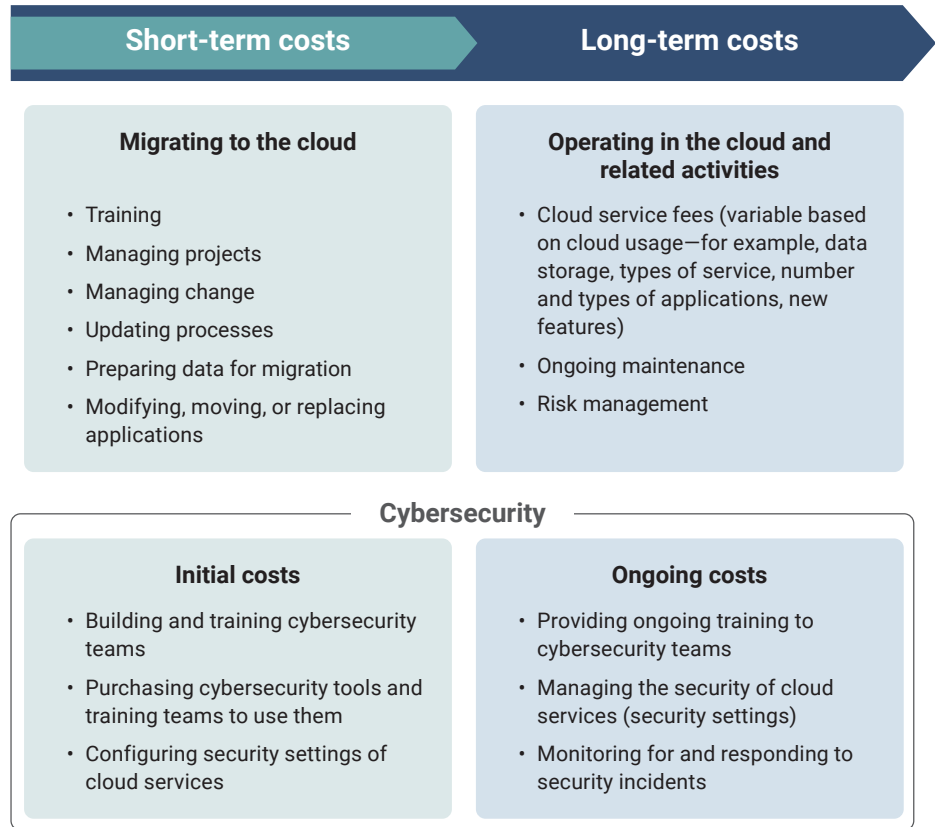 Short-term costs
Long-term costs
Migrating to the cloud
• Training
• Managing projects
• Managing change
• Updating processes
• Preparing data for migration
• Modifying, moving, or replacing
applications
Operating in the cloud and
related activities
• Cloud service fees (variable based
on cloud usage—for example, data
storage, types of service, number
and types of applications, new
features)
• Ongoing maintenance
• Risk management
Cybersecurity
Initial costs
• Building and training cybersecurity
teams
• Purchasing cybersecurity tools and
training teams to use them
• Configuring security settings of
cloud services
Ongoing costs
• Providing ongoing training to
cybersecurity teams
• Managing the security of cloud
services (security settings)
• Monitoring for and responding to
security incidents